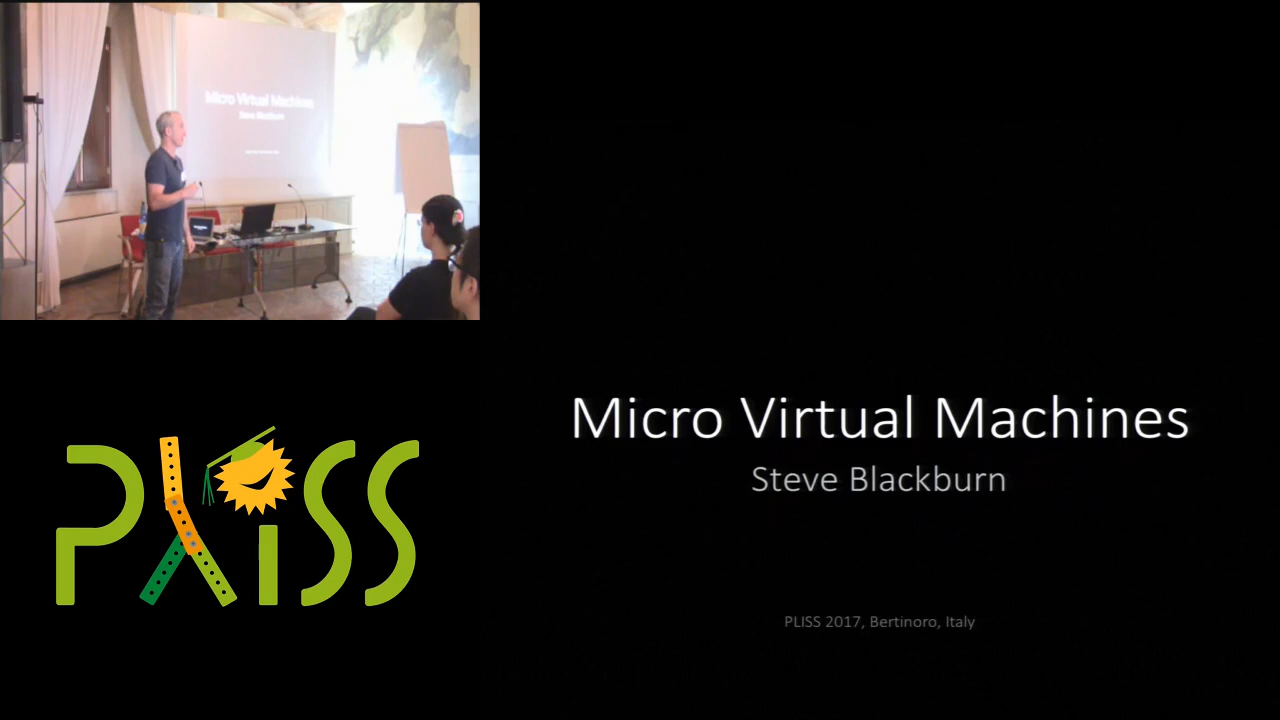 Micro Virtual Machines
Steve Blackburn
PLISS
Micro Virtual Machines
Steve Blackburn
PLISS 2017, Bertinoro, Italy